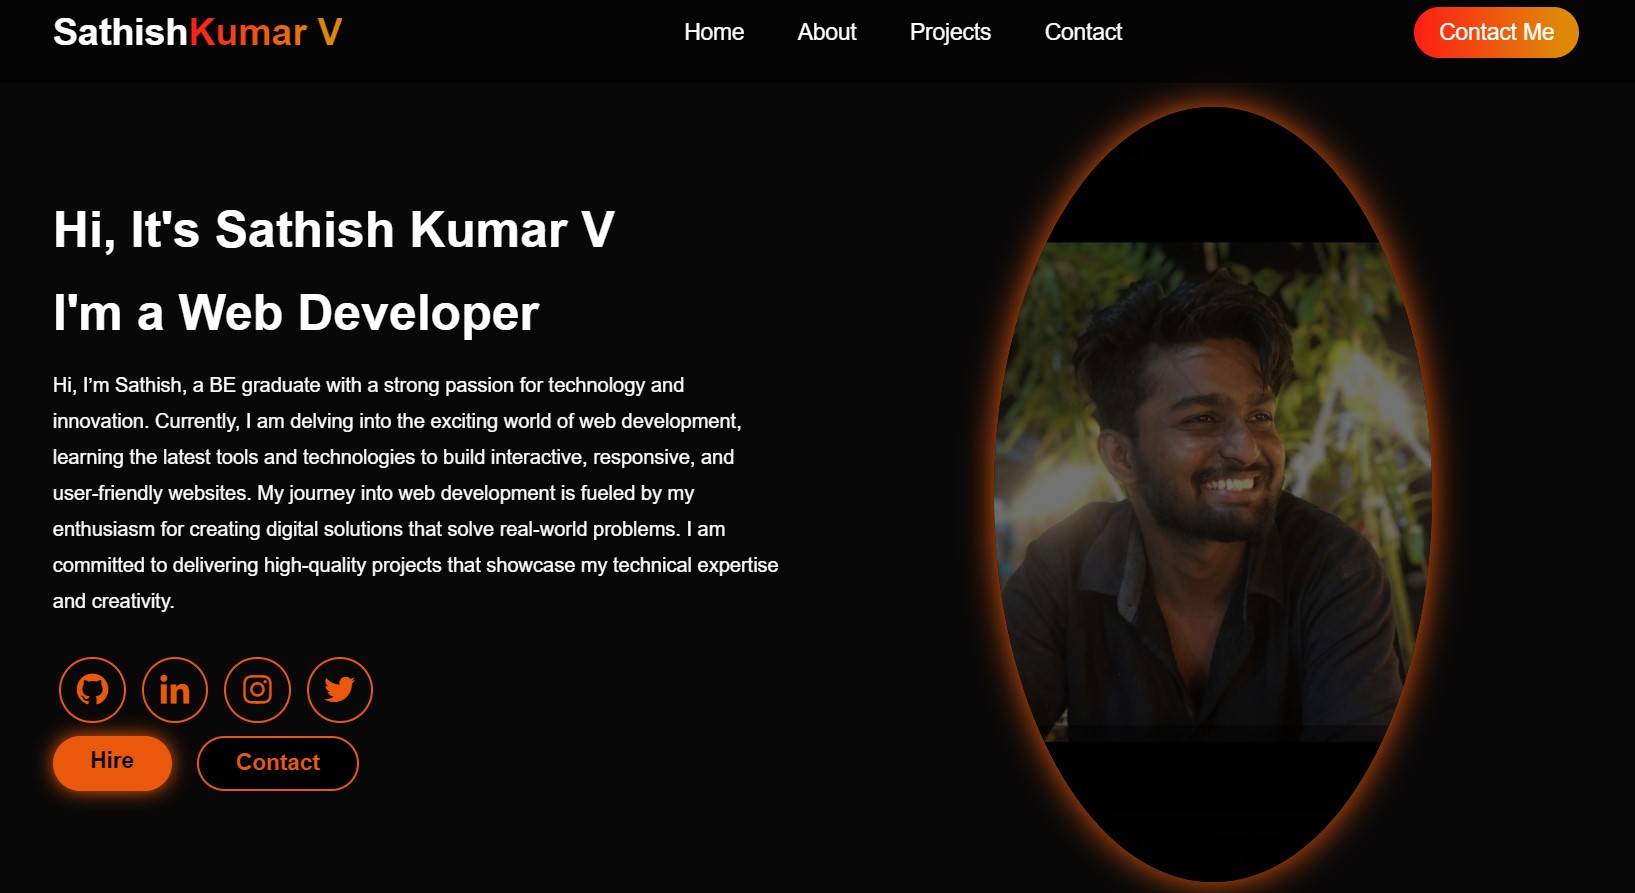 SathishKumar V
Home About Projects Contact
Contact Me
Hi, It's Sathish Kumar V
I'm a Web Developer
Hi, I’m Sathish, a BE graduate with a strong passion for technology and
innovation. Currently, I am delving into the exciting world of web development,
learning the latest tools and technologies to build interactive, responsive, and
user-friendly websites. My journey into web development is fueled by my
enthusiasm for creating digital solutions that solve real-world problems. I am
committed to delivering high-quality projects that showcase my technical expertise
and creativity.
in
Hire Contact